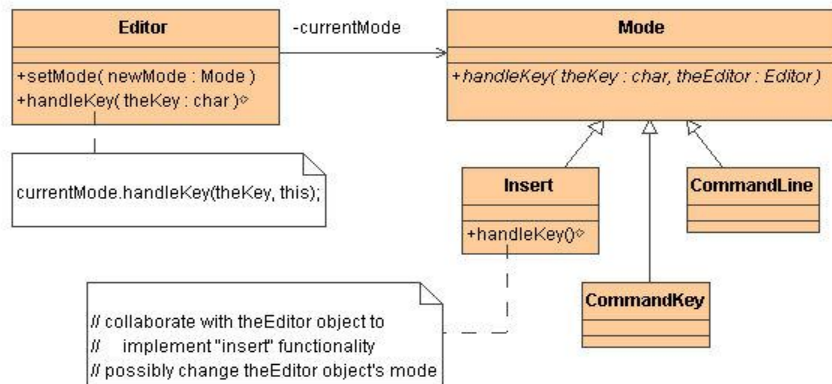 Editor
+setMode( newMode : Mode )
+handleKey( theKey : char )
-currentMode
Mode
+handleKey( theKey : char, theEditor : Editor )
currentMode.handleKey(theKey, this);
Insert
+handleKey()
CommandLine
CommandKey
// collaborate with theEditor object to
// implement "insert" functionality
// possibly change theEditor object's mode